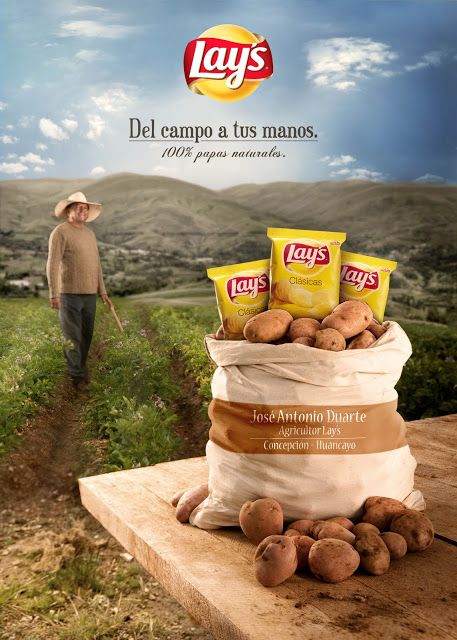 Lay's
Del campo a tus manos.
100% papas naturales.
Lay's
Clásicas
Lay's
Clásicas
Lay's
José Antonio Duarte
Agricultor Lay's
Concepción - Huancayo